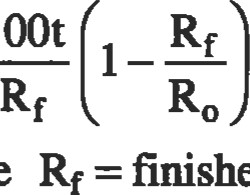 00t/R_f (1 − R_f/R_o)
R_f = finishe